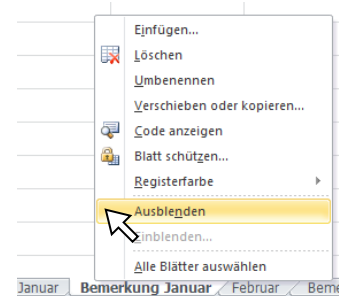 Einfügen...
Löschen
Umbenennen
Verschieben oder kopieren...
Code anzeigen
Blatt schützen...
Registerfarbe
Ausblenden
Einblenden...
Alle Blätter auswählen
Januar Bemerkung Januar Februar Beme